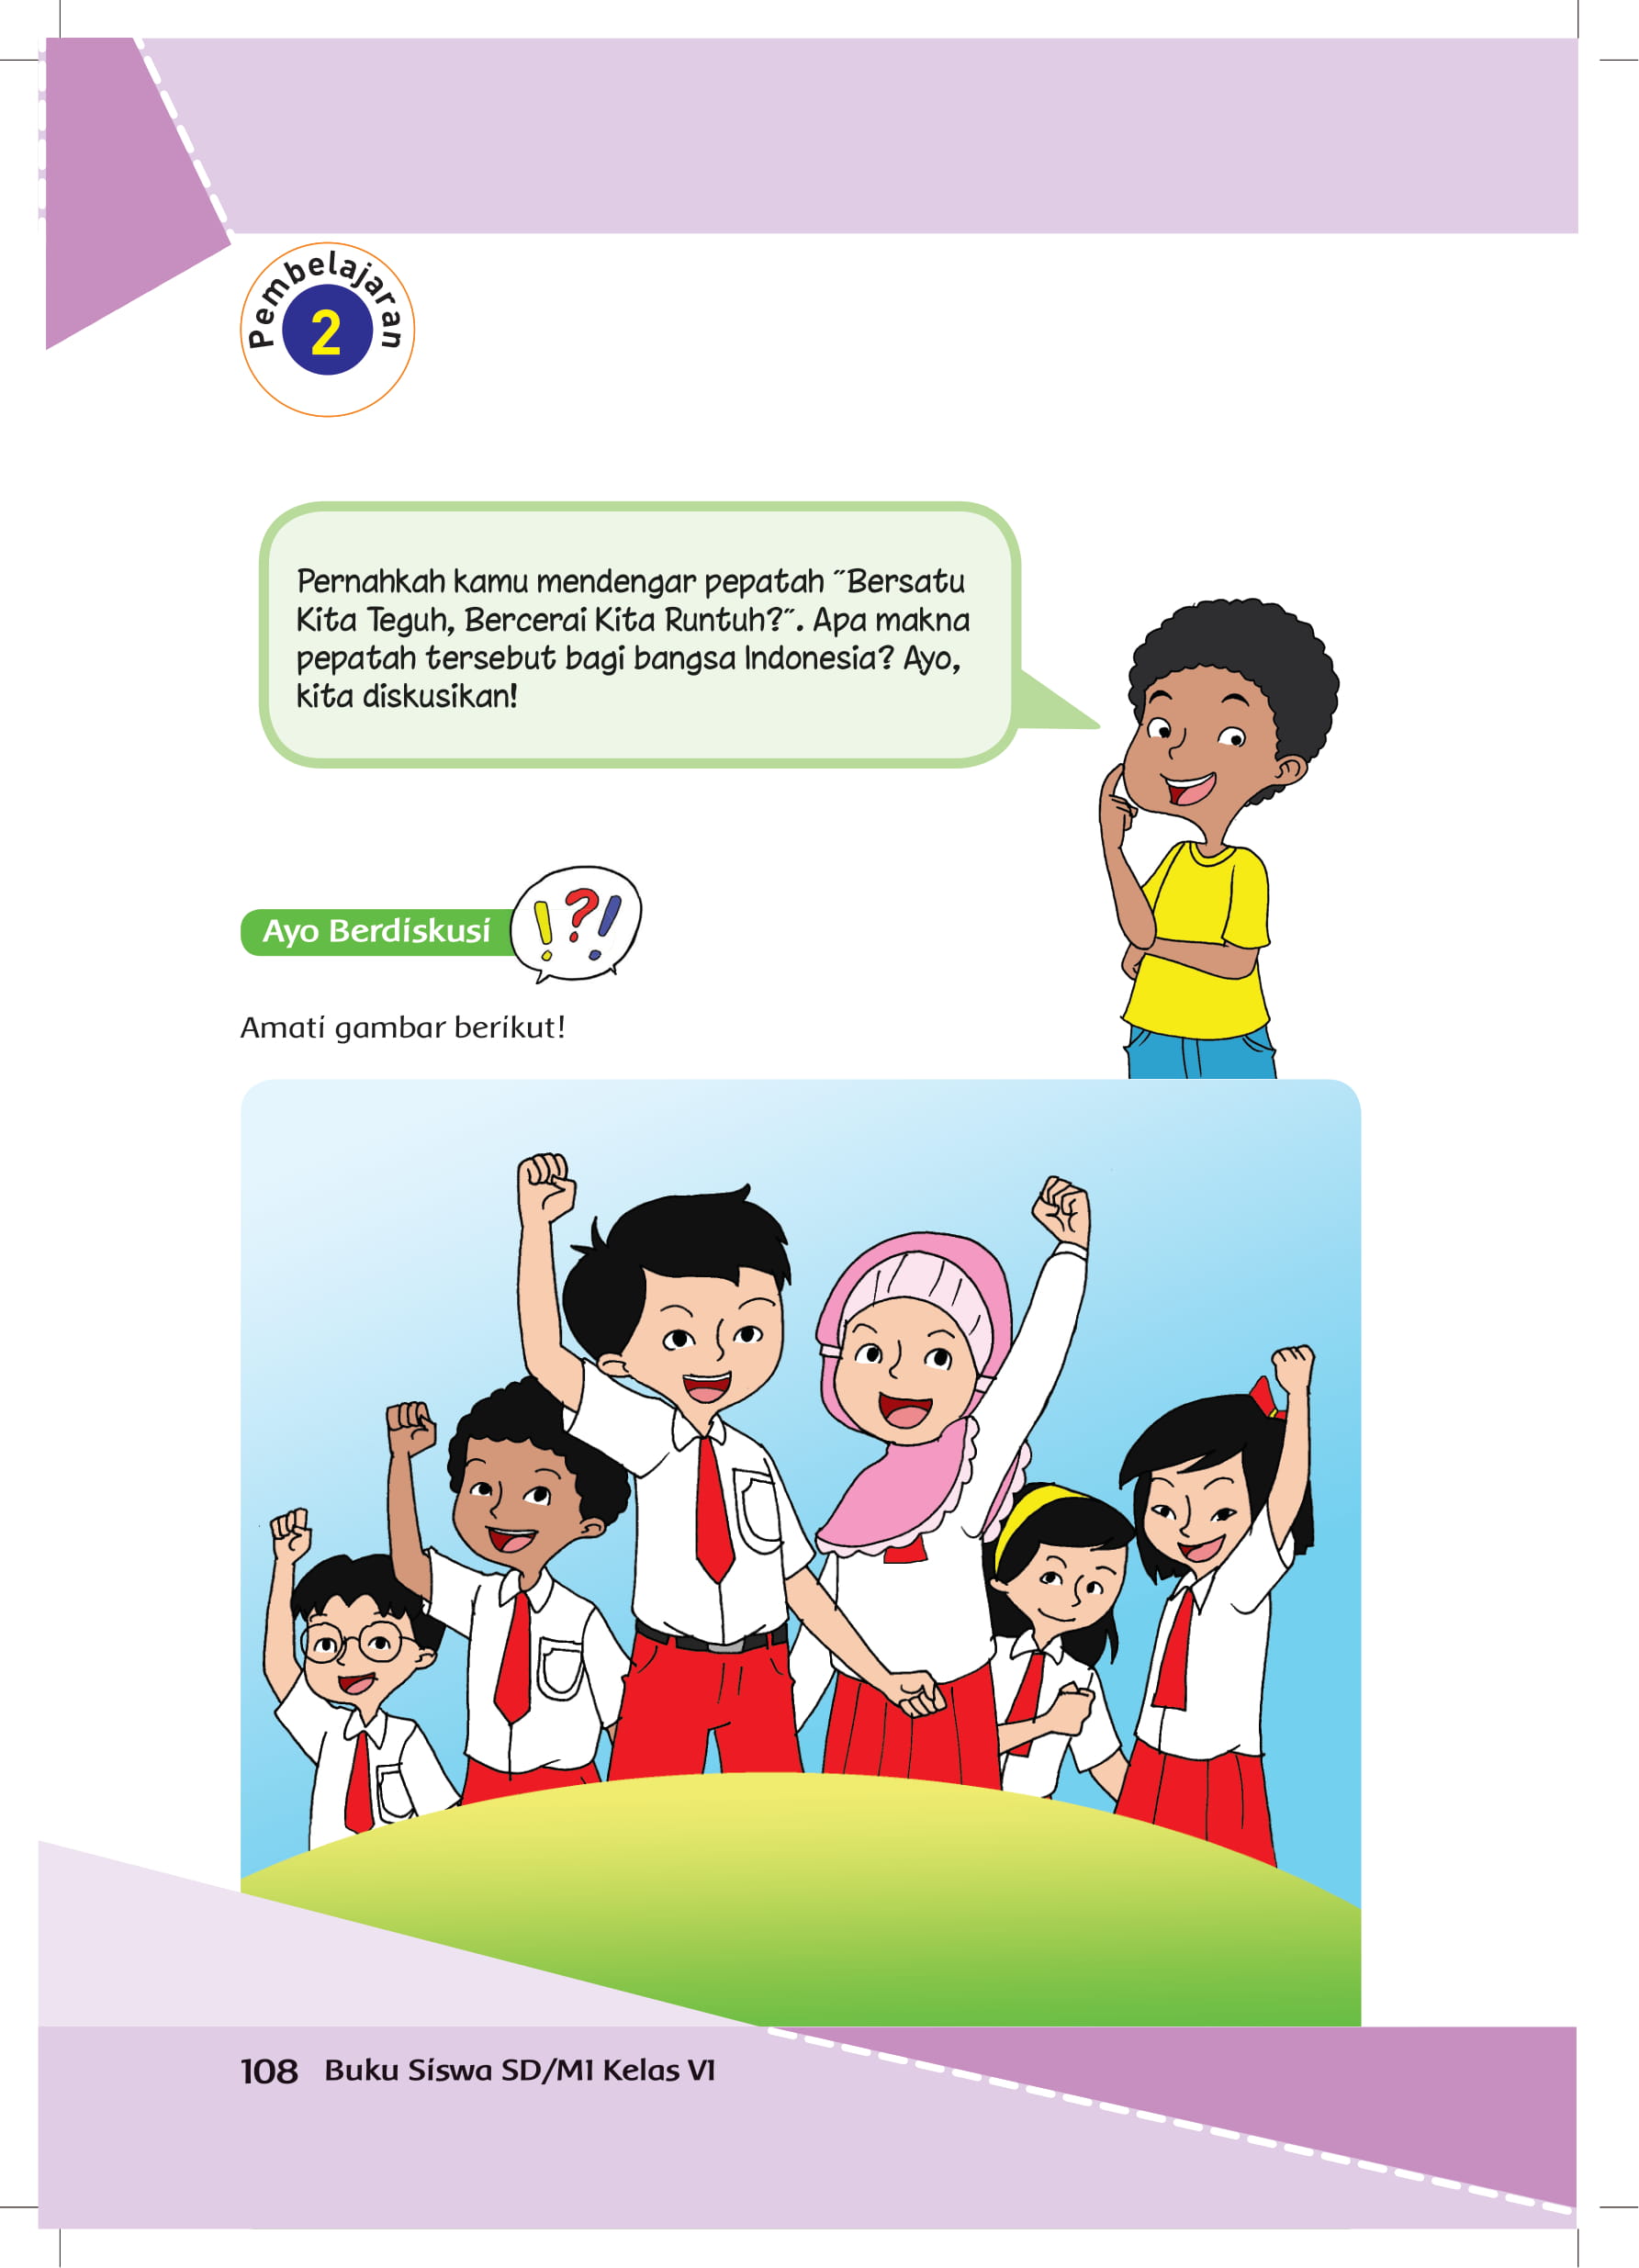 Pembelajaran
2
Pernahkah kamu mendengar pepatah "Bersatu
Kita Teguh, Bercerai Kita Runtuh?". Apa makna
pepatah tersebut bagi bangsa Indonesia? Ayo,
kita diskusikan!
Ayo Berdiskusi
!?!
Amati gambar berikut!
108 Buku Siswa SD/MI Kelas VI